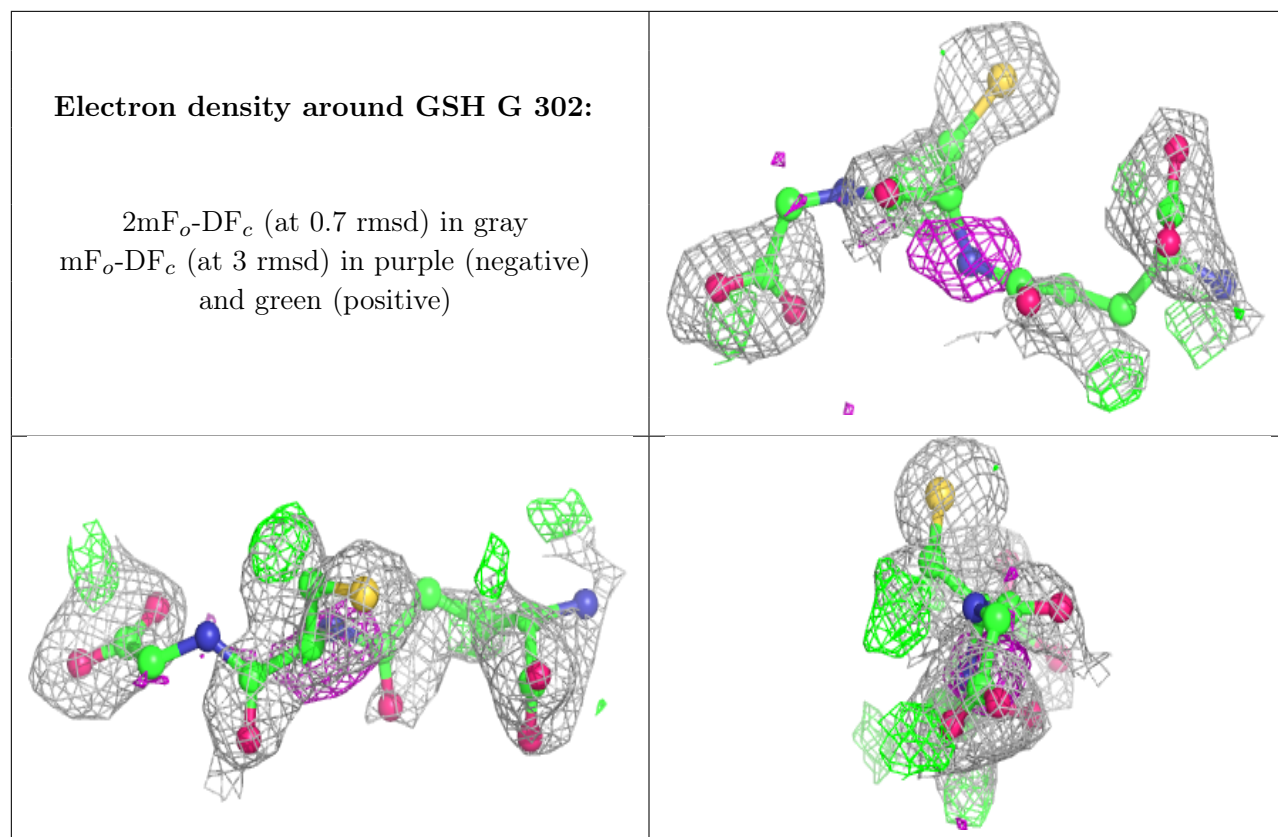 Electron density around GSH G 302:
2mFo-DFc (at 0.7 rmsd) in gray
mFo-DFc (at 3 rmsd) in purple (negative)
and green (positive)